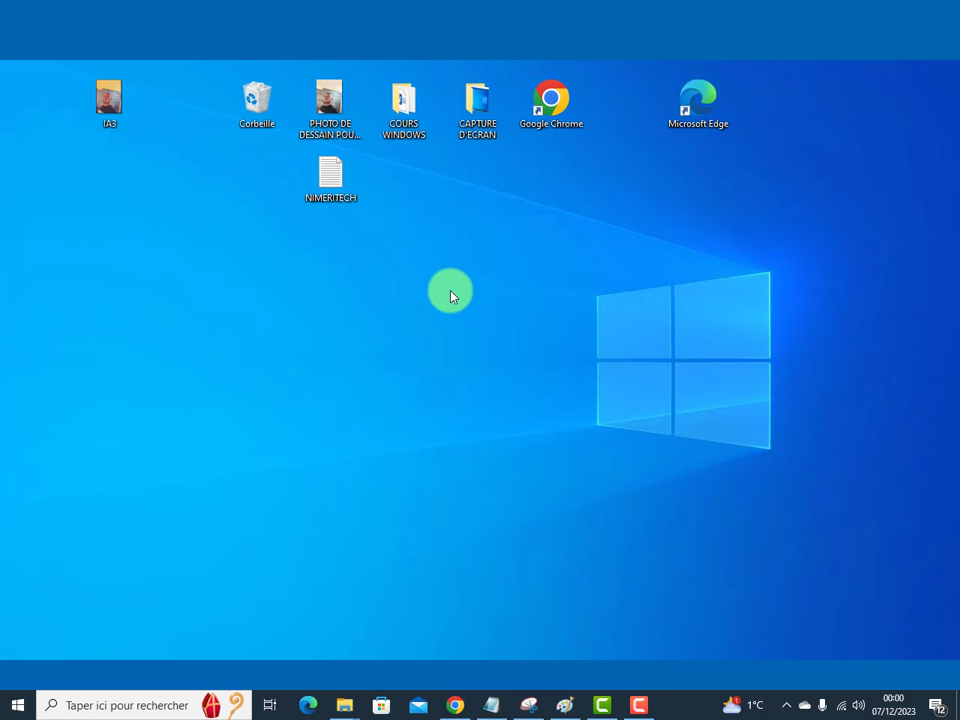 IA3
Corbeille
PHOTO DE
DESSAIN POU...
COURS
WINDOWS
CAPTURE
D'ECRAN
Google Chrome
Microsoft Edge
NIMERITECH
Taper ici pour rechercher
1
1°C
00:00
07/12/2023
12